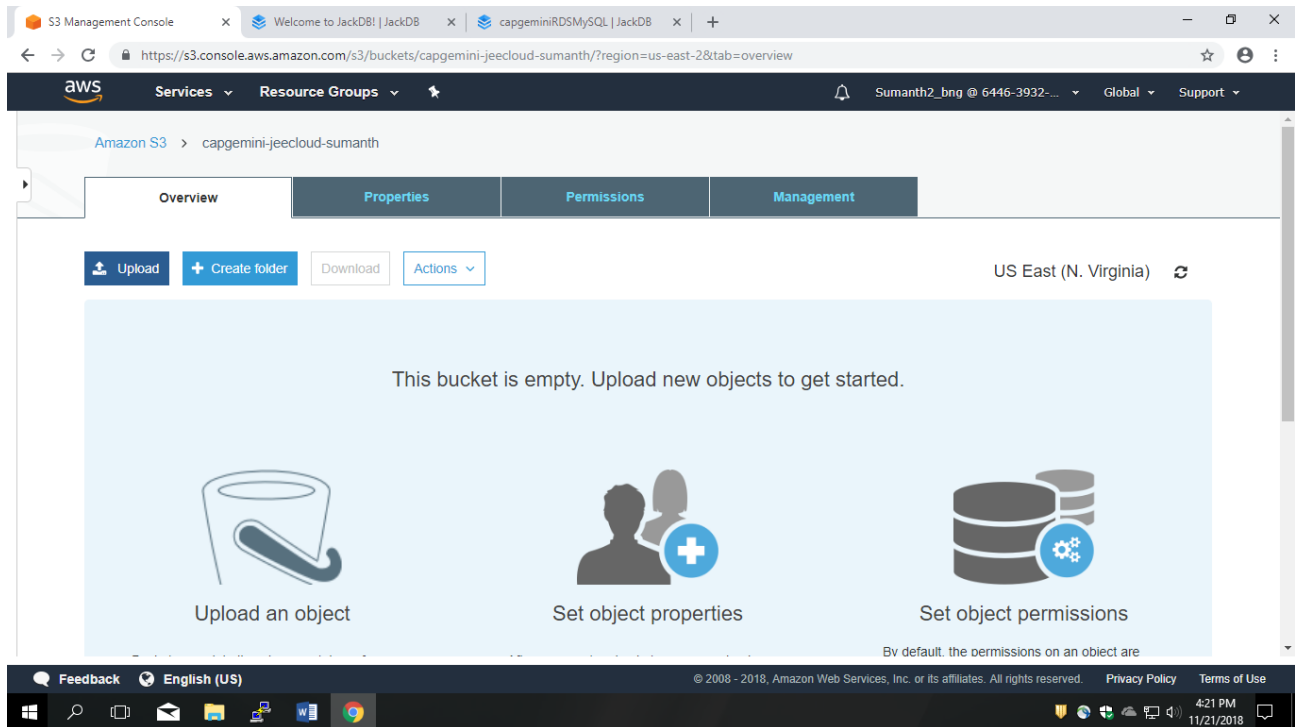 S3 Management Console
Welcome to JackDB! | JackDB
capgeminiRDSMySQL | JackDB
https://s3.console.aws.amazon.com/s3/buckets/capgemini-jeecloud-sumanth/?region=us-east-2&tab=overview
aws Services Resource Groups Sumanth2_bng @ 6446-3932-... Global Support
Amazon S3 > capgemini-jeecloud-sumanth
Overview Properties Permissions Management
Upload + Create folder Download Actions US East (N. Virginia)
This bucket is empty. Upload new objects to get started.
Upload an object Set object properties Set object permissions
By default, the permissions on an object are
Feedback English (US) © 2008 - 2018, Amazon Web Services, Inc. or its affiliates. All rights reserved. Privacy Policy Terms of Use
4:21 PM
11/21/2018